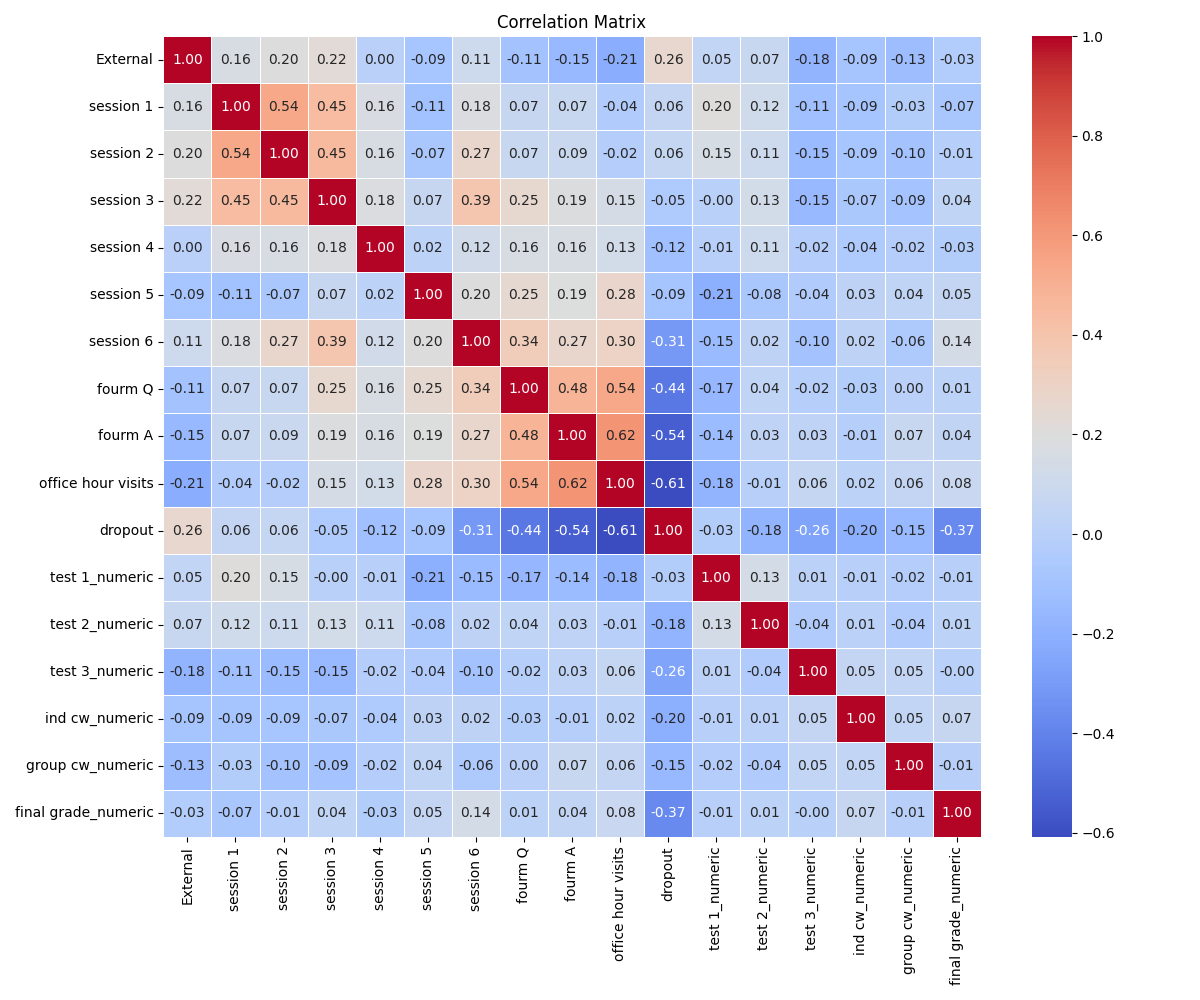 Correlation Matrix
External 1.00 0.16 0.20 0.22 0.00 -0.09 0.11 -0.11 -0.15 -0.21 0.26 0.05 0.07 -0.18 -0.09 -0.13 -0.03
session 1 0.16 1.00 0.54 0.45 0.16 -0.11 0.18 0.07 0.07 -0.04 0.06 0.20 0.12 -0.11 -0.09 -0.03 -0.07
session 2 0.20 0.54 1.00 0.45 0.16 -0.07 0.27 0.07 0.09 -0.02 0.06 0.15 0.11 -0.15 -0.09 -0.10 -0.01
session 3 0.22 0.45 0.45 1.00 0.18 0.07 0.39 0.25 0.19 0.15 -0.05 -0.00 0.13 -0.15 -0.07 -0.09 0.04
session 4 0.00 0.16 0.16 0.18 1.00 0.02 0.12 0.16 0.16 0.13 -0.12 -0.01 0.11 -0.02 -0.04 -0.02 -0.03
session 5 -0.09 -0.11 -0.07 0.07 0.02 1.00 0.20 0.25 0.19 0.28 -0.09 -0.21 -0.08 -0.04 0.03 0.04 0.05
session 6 0.11 0.18 0.27 0.39 0.12 0.20 1.00 0.34 0.27 0.30 -0.31 -0.15 0.02 -0.10 0.02 -0.06 0.14
fourm Q -0.11 0.07 0.07 0.25 0.16 0.25 0.34 1.00 0.48 0.54 -0.44 -0.17 0.04 -0.02 -0.03 0.00 0.01
fourm A -0.15 0.07 0.09 0.19 0.16 0.19 0.27 0.48 1.00 0.62 -0.54 -0.14 0.03 0.03 -0.01 0.07 0.04
office hour visits -0.21 -0.04 -0.02 0.15 0.13 0.28 0.30 0.54 0.62 1.00 -0.61 -0.18 -0.01 0.06 0.02 0.06 0.08
dropout 0.26 0.06 0.06 -0.05 -0.12 -0.09 -0.31 -0.44 -0.54 -0.61 1.00 -0.03 -0.18 -0.26 -0.20 -0.15 -0.37
test 1_numeric 0.05 0.20 0.15 -0.00 -0.01 -0.21 -0.15 -0.17 -0.14 -0.18 -0.03 1.00 0.13 0.01 -0.01 -0.02 -0.01
test 2_numeric 0.07 0.12 0.11 0.13 0.11 -0.08 0.02 0.04 0.03 -0.01 -0.18 0.13 1.00 -0.04 0.01 -0.04 0.01
test 3_numeric -0.18 -0.11 -0.15 -0.15 -0.02 -0.04 -0.10 -0.02 0.03 0.06 -0.26 0.01 -0.04 1.00 0.05 0.05 -0.00
ind cw_numeric -0.09 -0.09 -0.09 -0.07 -0.04 0.03 0.02 -0.03 -0.01 0.02 -0.20 -0.01 0.01 0.05 1.00 0.05 0.07
group cw_numeric -0.13 -0.03 -0.10 -0.09 -0.02 0.04 -0.06 0.00 0.07 0.06 -0.15 -0.02 -0.04 0.05 0.05 1.00 -0.01
final grade_numeric -0.03 -0.07 -0.01 0.04 -0.03 0.05 0.14 0.01 0.04 0.08 -0.37 -0.01 0.01 -0.00 0.07 -0.01 1.00
External
session 1
session 2
session 3
session 4
session 5
session 6
fourm Q
fourm A
office hour visits
dropout
test 1_numeric
test 2_numeric
test 3_numeric
ind cw_numeric
group cw_numeric
final grade_numeric
1.0
0.8
0.6
0.4
0.2
0.0
−0.2
−0.4
−0.6